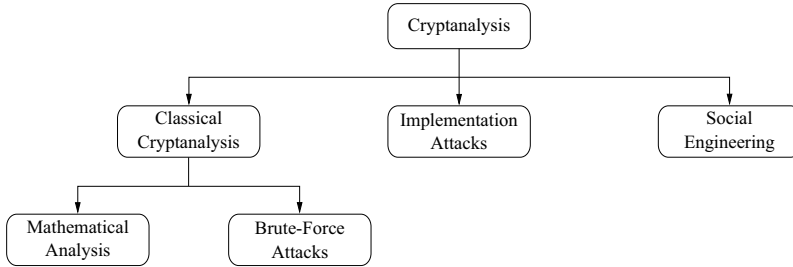 Cryptanalysis
Classical
Cryptanalysis
Implementation
Attacks
Social
Engineering
Mathematical
Analysis
Brute-Force
Attacks